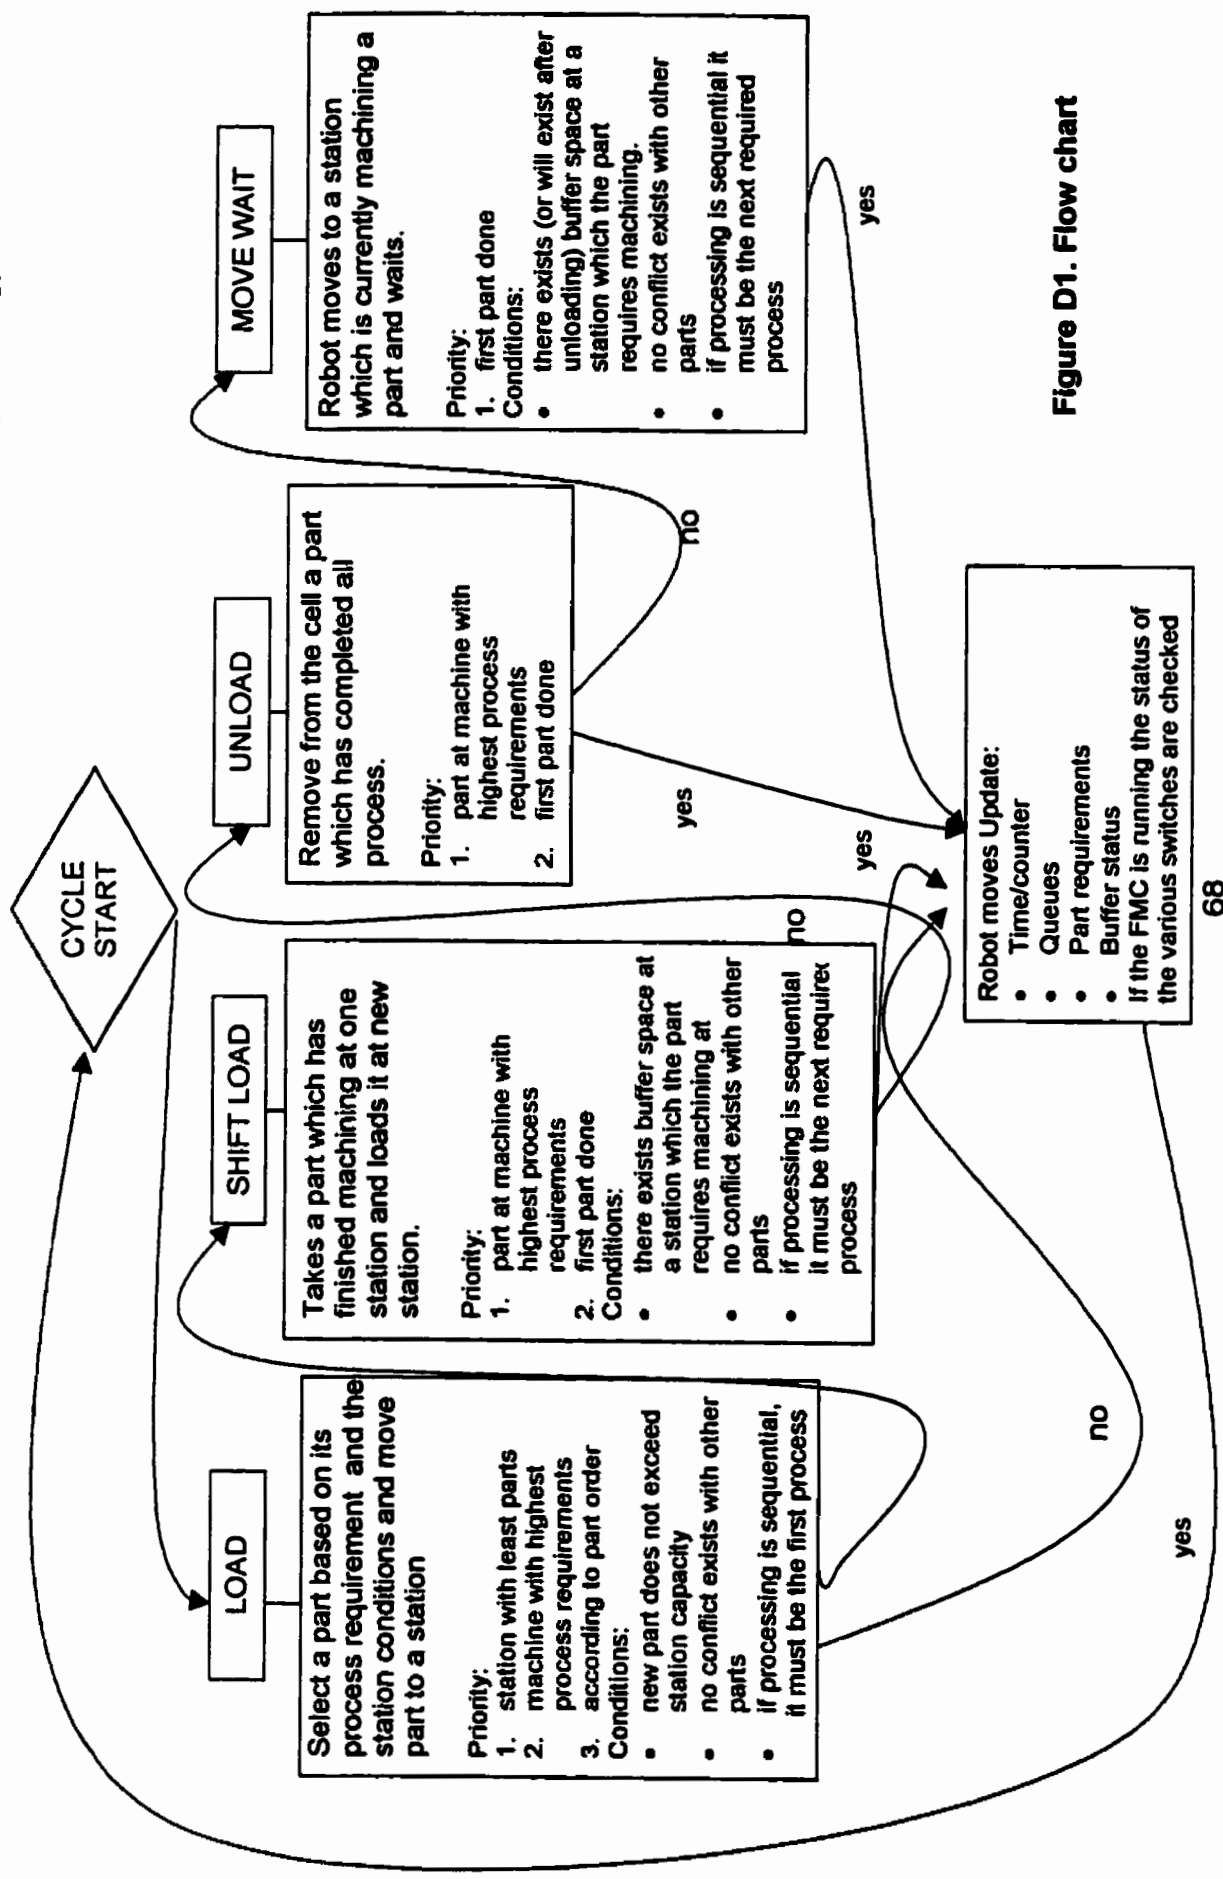 CYCLE
START
LOAD
Select a part based on its
process requirement and the
station conditions and move
part to a station
Priority:
1. station with least parts
2. machine with highest
process requirements
3. according to part order
Conditions:
• new part does not exceed
station capacity
• no conflict exists with other
parts
• if processing is sequential,
it must be the first process
SHIFT LOAD
Takes a part which has
finished machining at one
station and loads it at new
station.
Priority:
1. part at machine with
highest process
requirements
2. first part done
Conditions:
• there exists buffer space at
a station which the part
requires machining at
• no conflict exists with other
parts
• if processing is sequential
it must be the next require
process
UNLOAD
Remove from the cell a part
which has completed all
process.
Priority:
1. part at machine with
highest process
requirements
2. first part done
MOVE WAIT
Robot moves to a station
which is currently machining a
part and waits.
Priority:
1. first part done
Conditions:
• there exists (or will exist after
unloading) buffer space at a
station which the part
requires machining.
• no conflict exists with other
parts
• if processing is sequential it
must be the next required
process
no
yes
no
yes
no
yes
yes
Robot moves Update:
• Time/counter
• Queues
• Part requirements
• Buffer status
If the FMC is running the status of
the various switches are checked
Figure D1. Flow chart
68